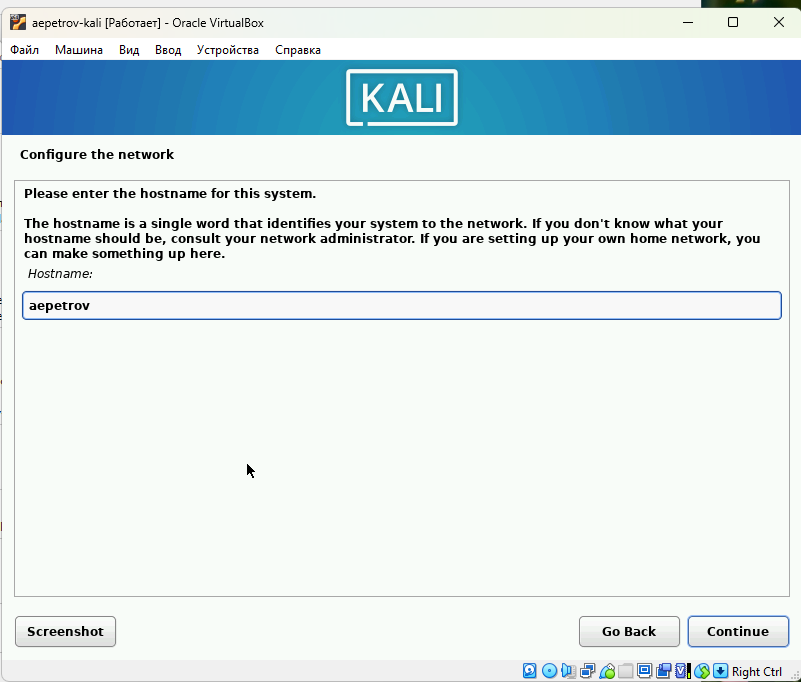 aepetrov-kali [Работает] - Oracle VirtualBox
Файл Машина Вид Ввод Устройства Справка
KALI
Configure the network
Please enter the hostname for this system.
The hostname is a single word that identifies your system to the network. If you don't know what your
hostname should be, consult your network administrator. If you are setting up your own home network, you
can make something up here.
Hostname:
aepetrov
Screenshot Go Back Continue
Right Ctrl